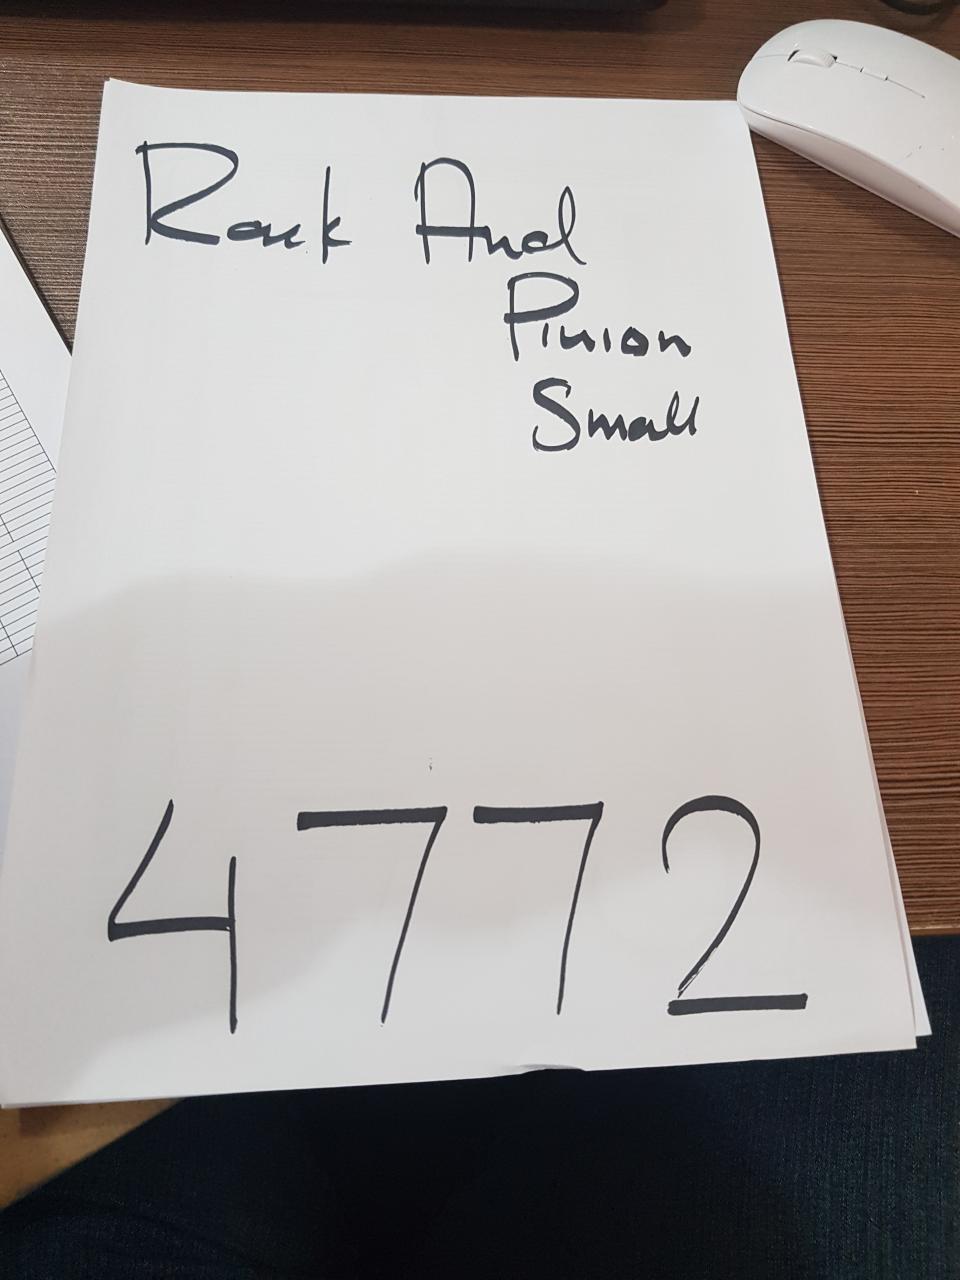 Rack And
Pinion
Small
4772